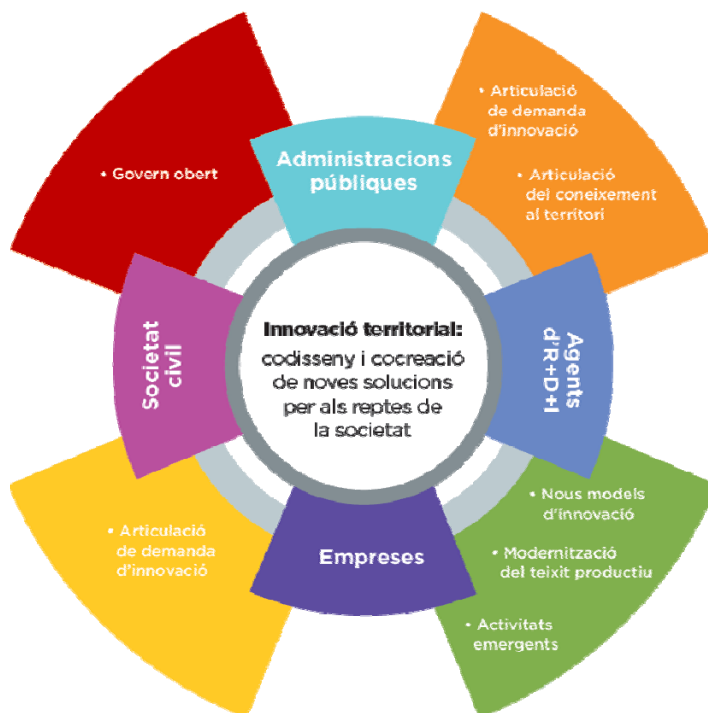 • Articulació
de demanda
d'innovació
• Articulació
del coneixement
al territori
• Govern obert
Administracions
públiques
Societat
civil
Innovació territorial:
codisseny i cocreació
de noves solucions
per als reptes de
la societat
Agents
d'R+D+I
• Articulació
de demanda
d'innovació
Empreses
• Nous models
d'innovació
• Modernització
del teixit productiu
• Activitats
emergents